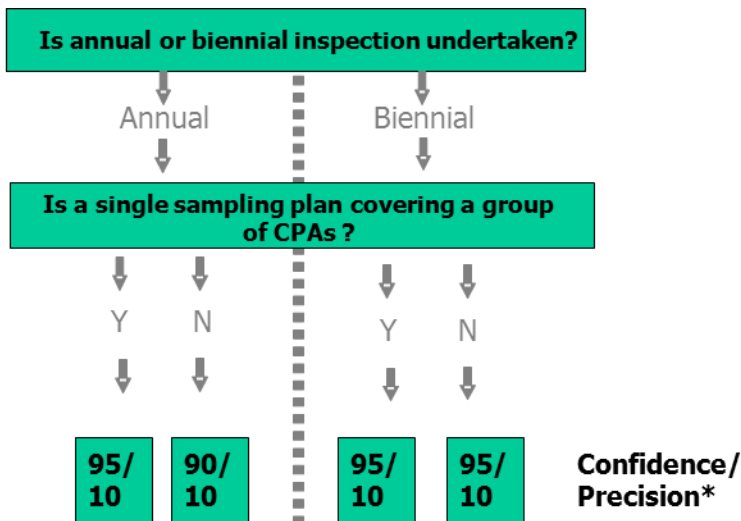 Is annual or biennial inspection undertaken?
Annual
Biennial
Is a single sampling plan covering a group
of CPAs ?
Y
N
Y
N
95/
10
90/
10
95/
10
95/
10
Confidence/
Precision*